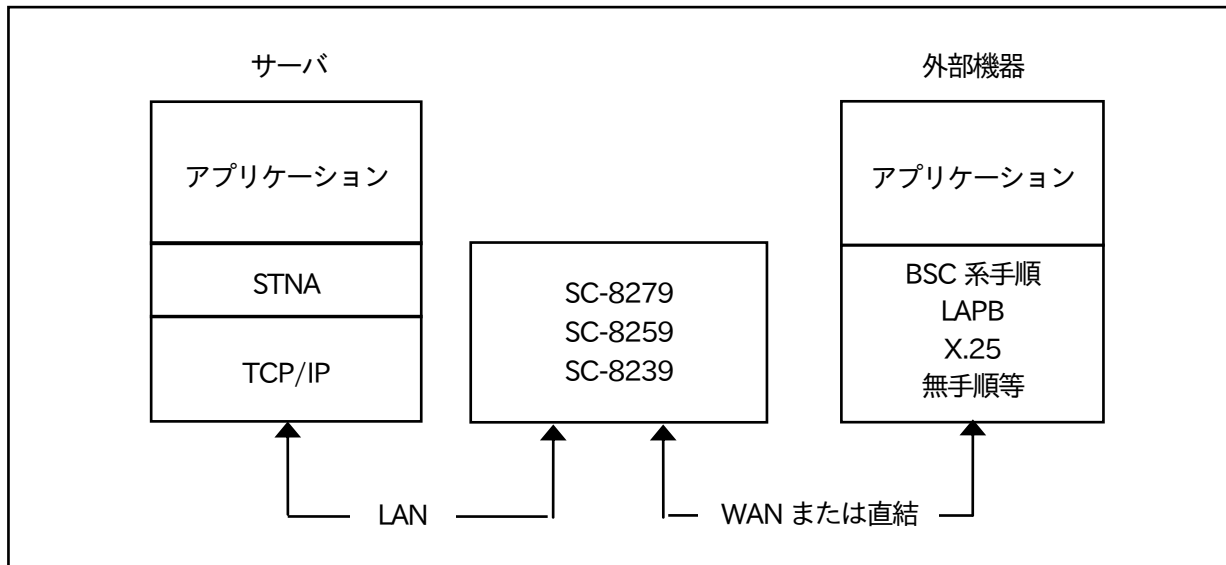 サーバ
外部機器
アプリケーション
STNA
TCP/IP
SC-8279
SC-8259
SC-8239
アプリケーション
BSC 系手順
LAPB
X.25
無手順等
LAN
WAN または直結